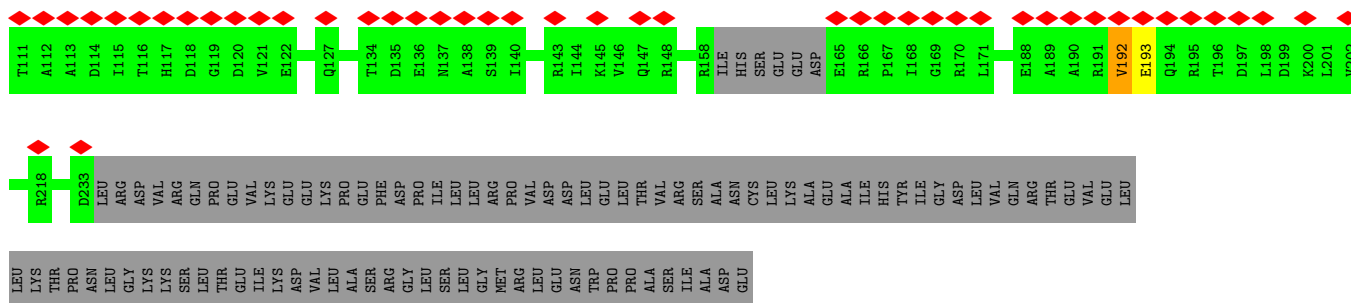 T111 A112 A113 D114 I115 T116 H117 D118 G119 D120 V121 E122 Q127 T134 D135 E136 N137 A138 S139 I140 R143 I144 K145 V146 Q147 R148 R158 ILE HIS SER GLU GLU ASP E165 R166 P167 I168 G169 R170 L171 E188 A189 A190 R191 V192 E193 Q194 R195 T196 D197 L198 D199 K200 L201 V202
R218 D233 LEU ARG ASP VAL ARG GLN PRO GLU VAL LYS GLU GLU LYS PRO GLU PHE ASP PRO ILE LEU LEU ARG PRO VAL ASP ASP LEU GLU LEU THR VAL ARG SER ALA ASN CYS LEU LYS ALA GLU ALA ILE HIS TYR ILE GLY ASP LEU VAL GLN ARG THR GLU VAL GLU LEU
LEU LYS THR PRO ASN LEU GLY LYS LYS SER LEU THR GLU ILE LYS ASP VAL LEU ALA SER ARG GLY LEU SER LEU GLY MET ARG LEU GLU ASN TRP PRO PRO ALA SER ILE ALA ASP GLU